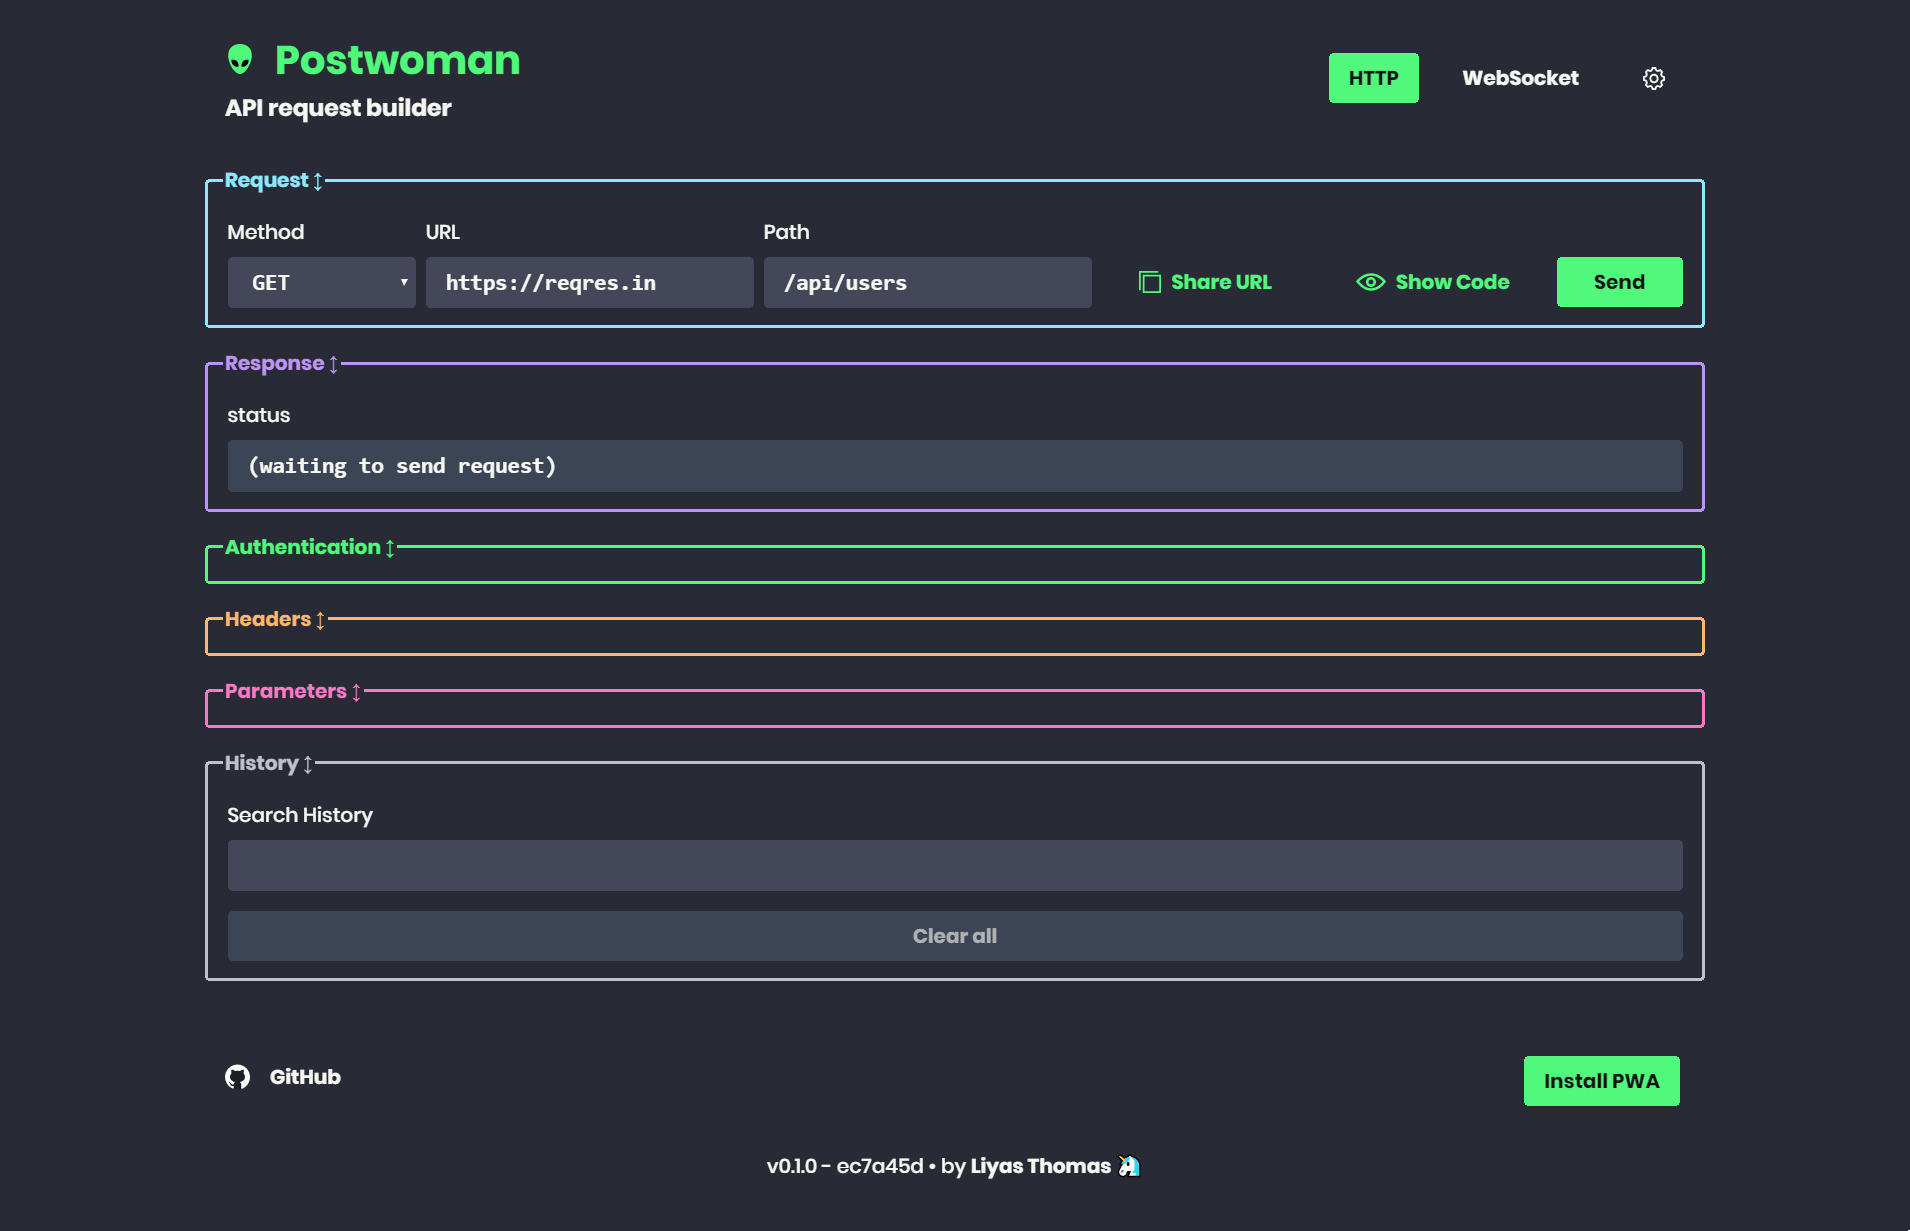 Postwoman
API request builder
HTTP WebSocket
Request
Method URL Path
GET https://reqres.in /api/users Share URL Show Code Send
Response
status
(waiting to send request)
Authentication
Headers
Parameters
History
Search History
Clear all
GitHub Install PWA
v0.1.0 - ec7a45d • by Liyas Thomas 🦄